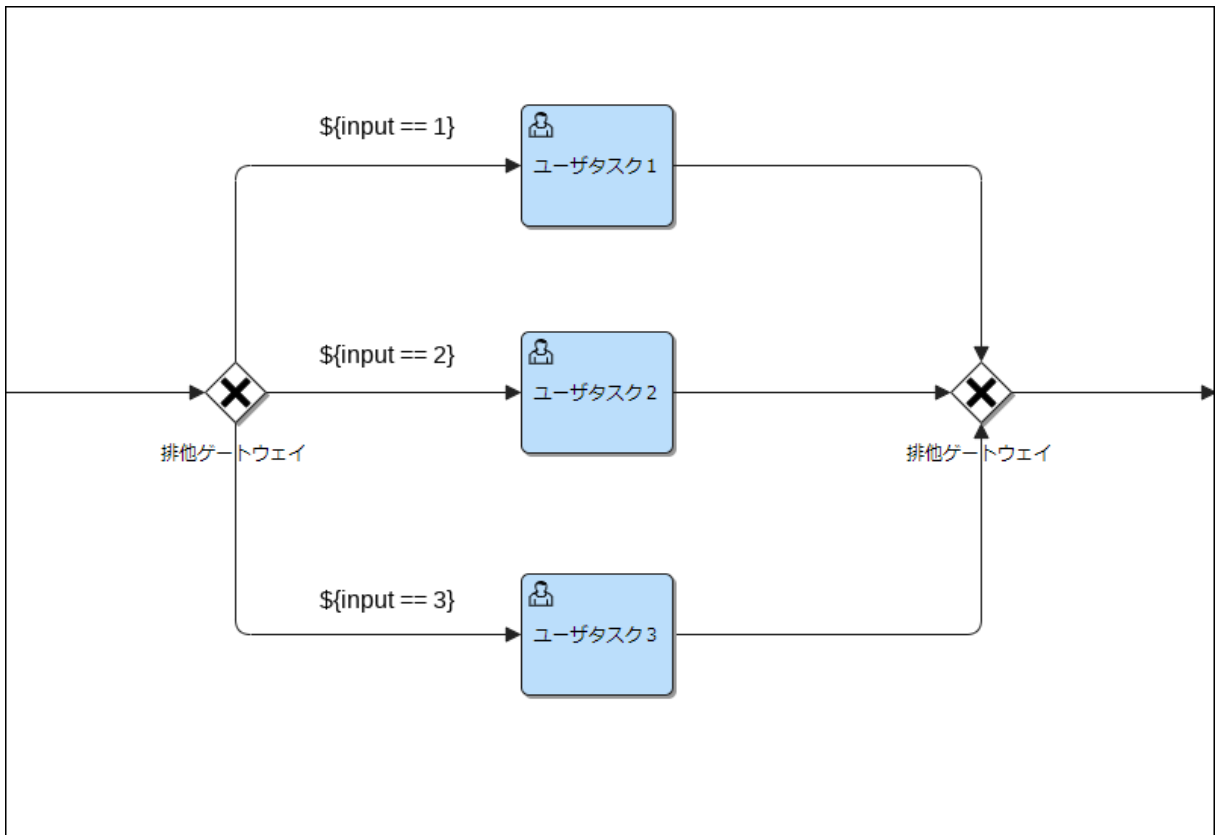 ${input == 1}
ユーザタスク1
${input == 2}
ユーザタスク2
排他ゲートウェイ
排他ゲートウェイ
${input == 3}
ユーザタスク3